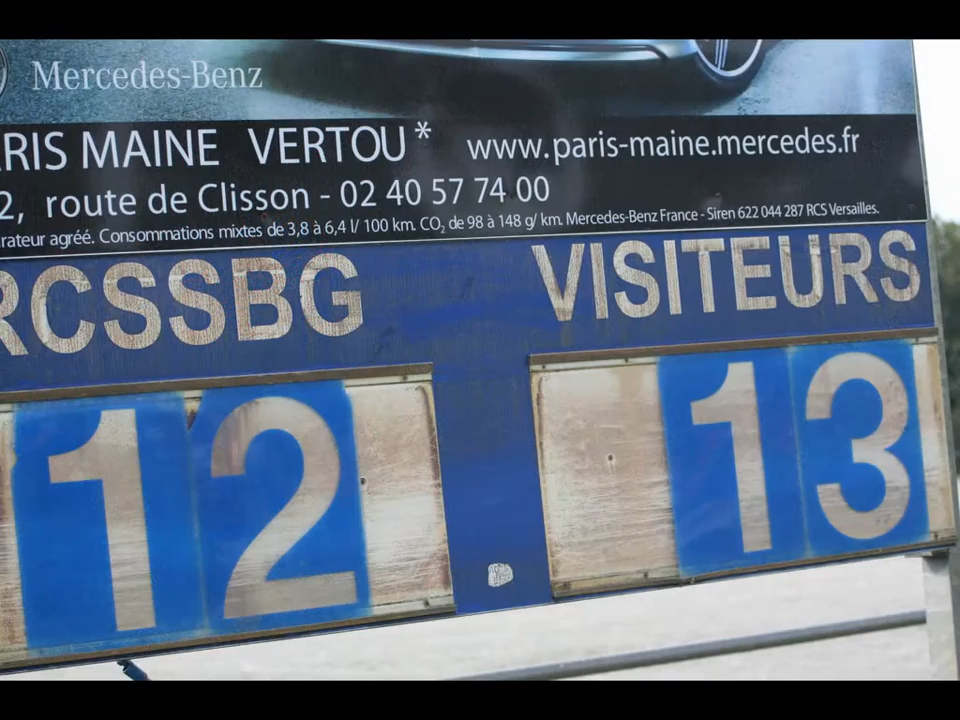 Mercedes-Benz
RIS MAINE VERTOU* www.paris-maine.mercedes.fr
2, route de Clisson - 02 40 57 74 00
rateur agréé. Consommations mixtes de 3,8 à 6,4 l/ 100 km. CO₂ de 98 à 148 g/ km. Mercedes-Benz France - Siren 622 044 287 RCS Versailles.
RCSSBG VISITEURS
12 13